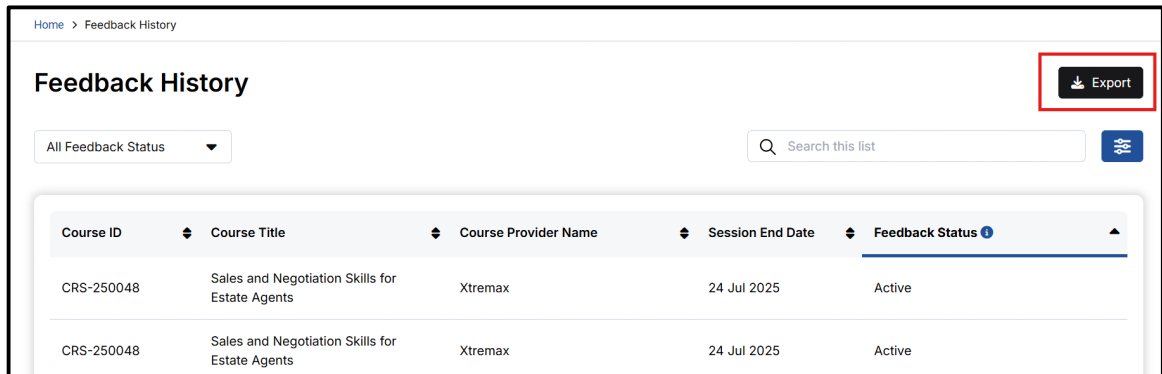 Home > Feedback History
Feedback History
Export
All Feedback Status
Search this list
Course ID Course Title Course Provider Name Session End Date Feedback Status
CRS-250048 Sales and Negotiation Skills for Xtremax 24 Jul 2025 Active
Estate Agents
CRS-250048 Sales and Negotiation Skills for Xtremax 24 Jul 2025 Active
Estate Agents